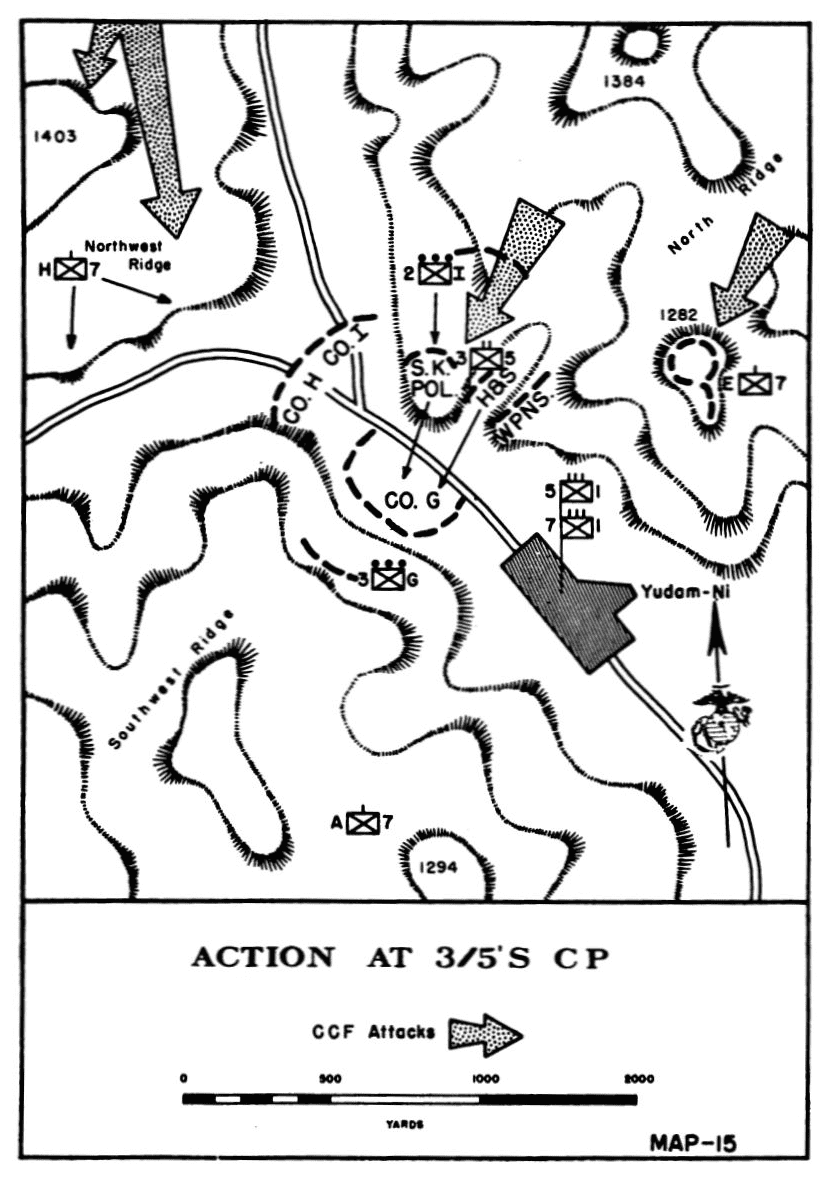 1384
1403
North Ridge
Northwest
Ridge
H 7
2 I
1282
3 5
E 7
CO. H CO. I
S.K.
POL.
H&S
WPNS.
CO. G
5 1
7 1
3 G
Yudam-Ni
Southwest Ridge
A 7
1294
ACTION AT 3/5'S CP
CCF Attacks
0 500 1000 2000
YARDS
MAP-15